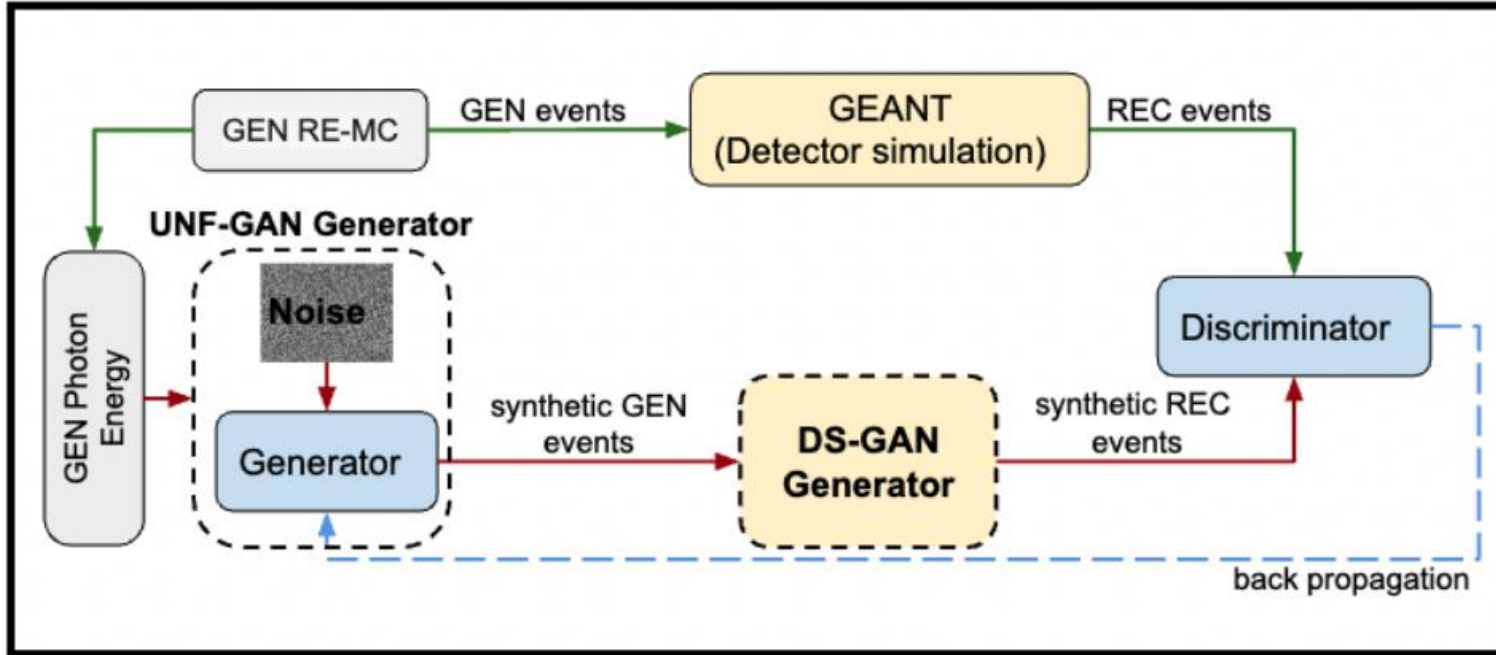 GEN RE-MC
GEN events
GEANT
(Detector simulation)
REC events
UNF-GAN Generator
GEN Photon
Energy
Noise
Generator
synthetic GEN
events
DS-GAN
Generator
synthetic REC
events
Discriminator
back propagation